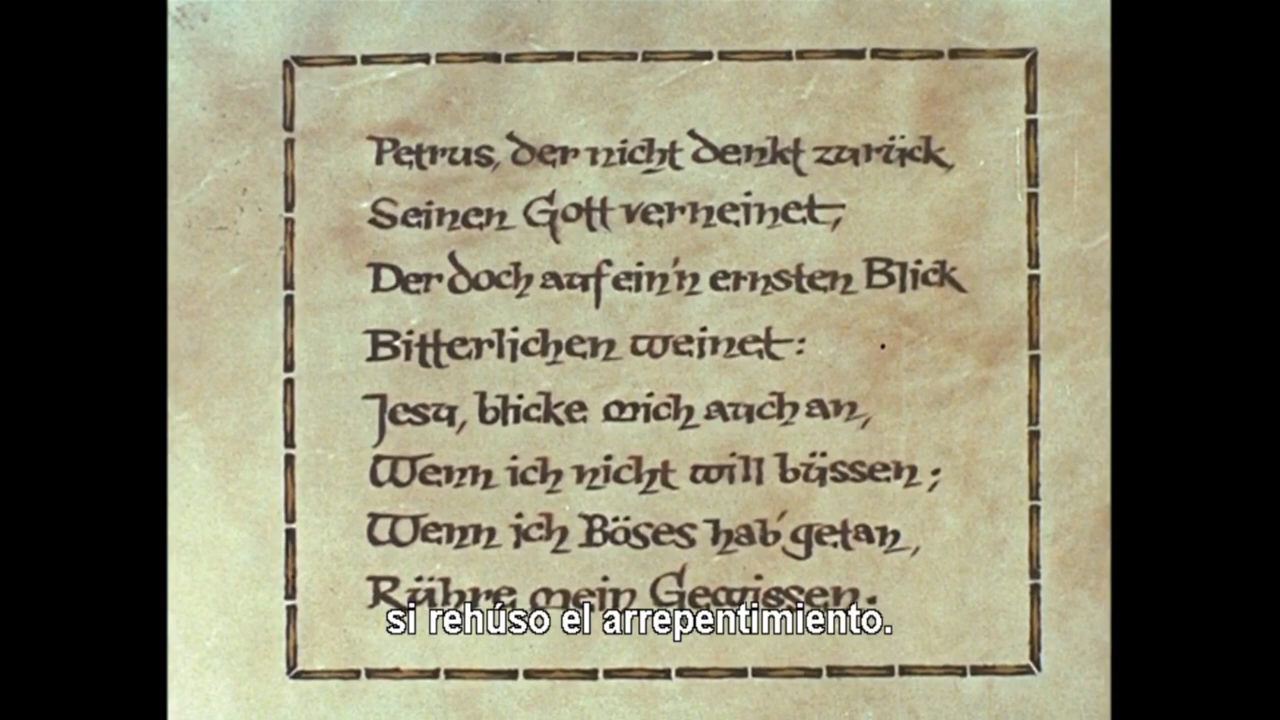 Petrus, der nicht denkt zurück,
Seinen Gott verneinet,
Der doch auf ein'n ernsten Blick
Bitterlichen weinet:
Jesu, blicke mich auch an,
Wenn ich nicht will büssen;
Wenn ich Böses hab' getan,
Rühre mein Gewissen.
si rehúso el arrepentimiento.